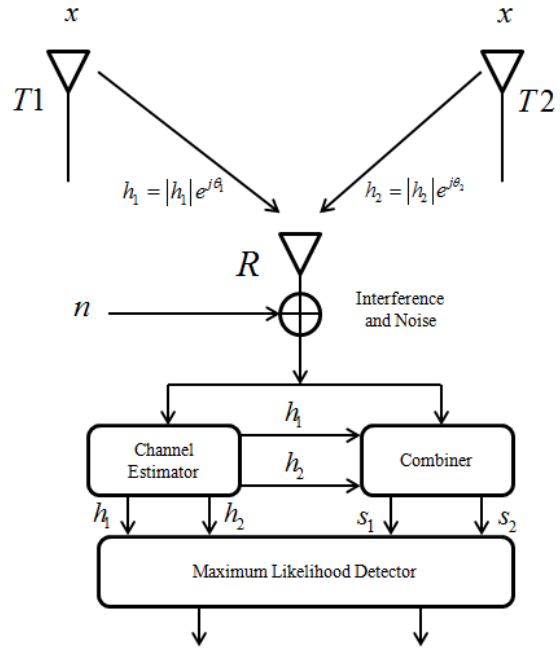 x
x
T1
T2
h₁ = |h₁| e^{jθ₁}
h₂ = |h₂| e^{jθ₂}
R
n
Interference
and Noise
h₁
Channel
Estimator
Combiner
h₂
h₁
h₂
s₁
s₂
Maximum Likelihood Detector